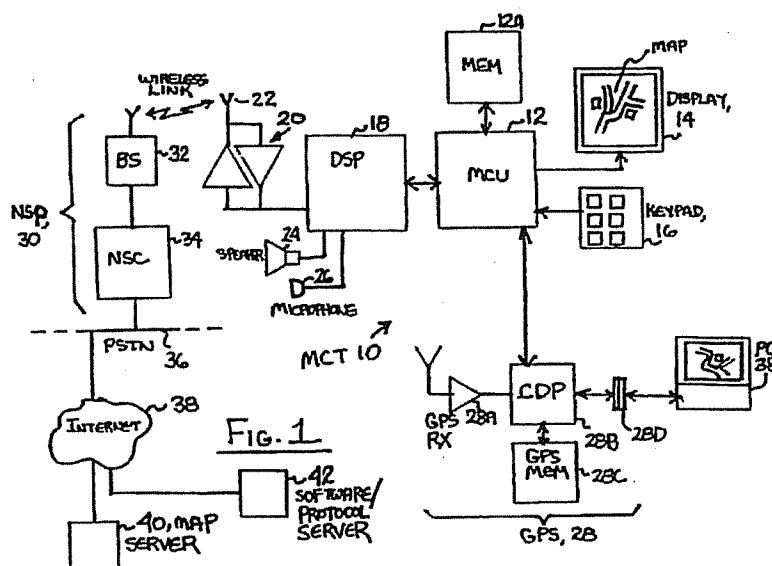 12A
MEM
MAP
WIRELESS
LINK
22
20
18
12
DISPLAY,
14
BS
32
DSP
MCU
NSP,
30
KEYPAD,
16
34
NSC
24
SPEAKER
26
MICROPHONE
PSTN
36
MCT 10
PC
38
INTERNET
38
GPS
RX
28A
CDP
28B
28D
FIG. 1
GPS
MEM
28C
42
SOFTWARE/
PROTOCOL
SERVER
40, MAP
SERVER
GPS, 28